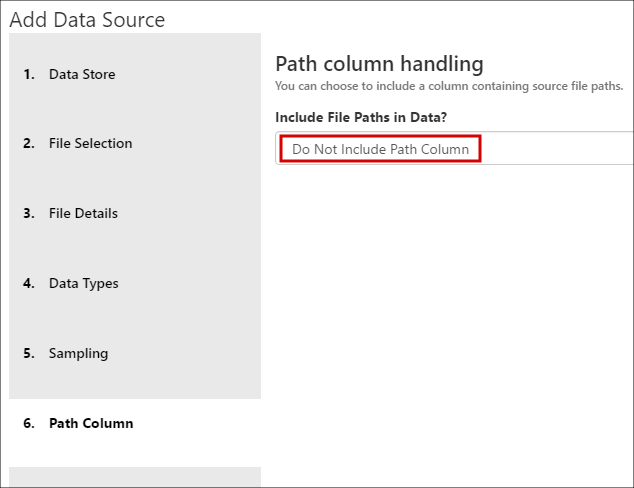 Add Data Source
1. Data Store
2. File Selection
3. File Details
4. Data Types
5. Sampling
6. Path Column
Path column handling
You can choose to include a column containing source file paths.
Include File Paths in Data?
Do Not Include Path Column